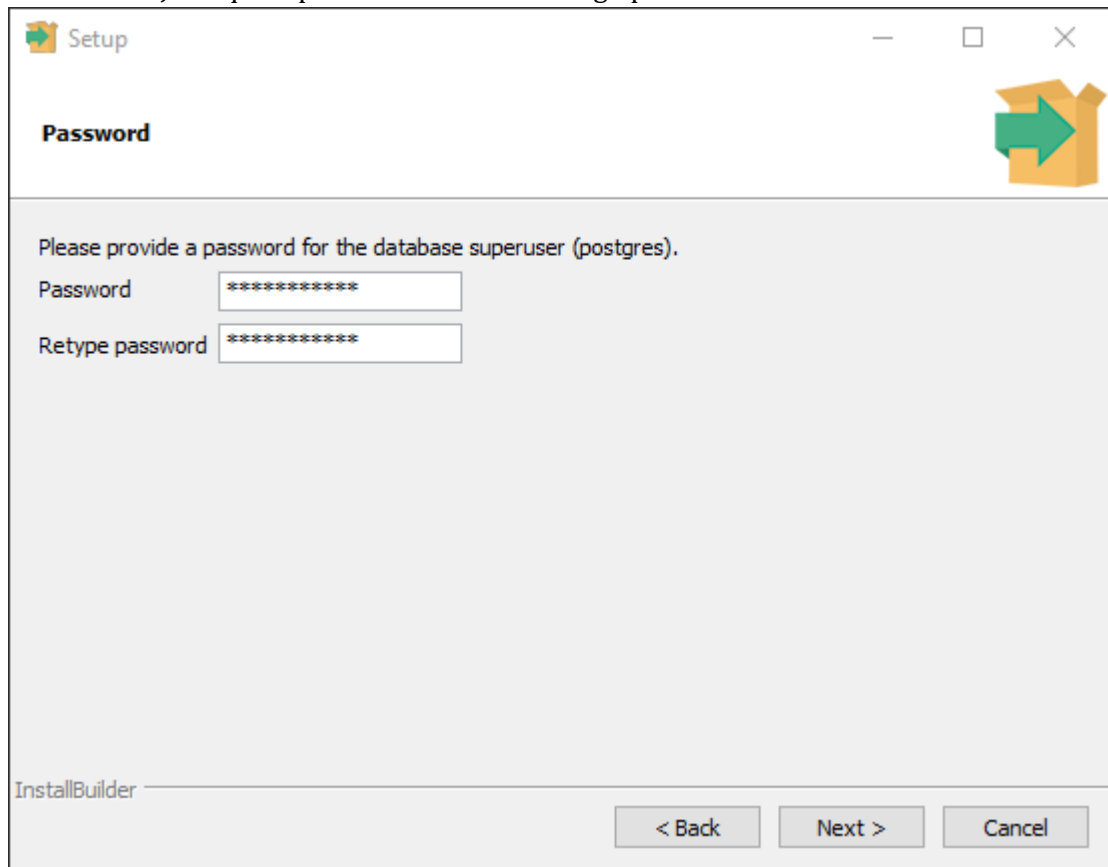 Setup
Password
Please provide a password for the database superuser (postgres).
Password ***********
Retype password ***********
InstallBuilder
< Back Next > Cancel